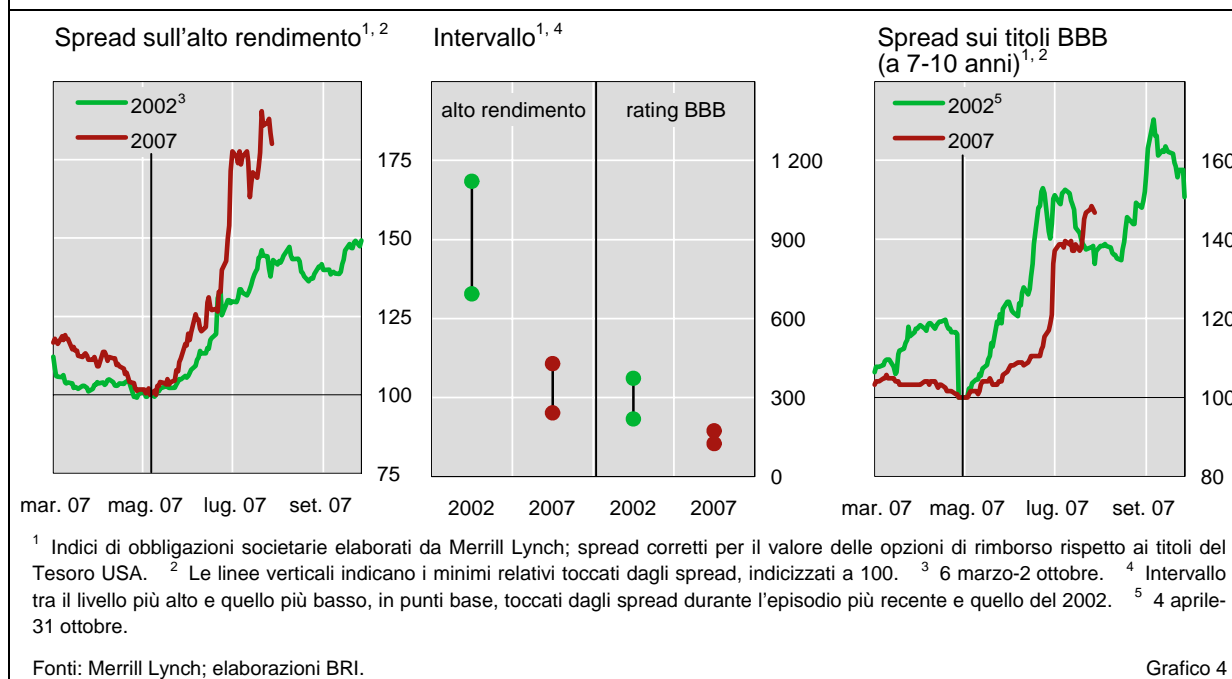 Spread sull'alto rendimento1, 2
2002³
2007
175
150
125
100
75
mar. 07 mag. 07 lug. 07 set. 07
Intervallo1, 4
alto rendimento rating BBB
1 200
900
600
300
0
2002 2007 2002 2007
Spread sui titoli BBB
(a 7-10 anni)1, 2
2002⁵
2007
160
140
120
100
80
mar. 07 mag. 07 lug. 07 set. 07
¹ Indici di obbligazioni societarie elaborati da Merrill Lynch; spread corretti per il valore delle opzioni di rimborso rispetto ai titoli del
Tesoro USA. ² Le linee verticali indicano i minimi relativi toccati dagli spread, indicizzati a 100. ³ 6 marzo-2 ottobre. ⁴ Intervallo
tra il livello più alto e quello più basso, in punti base, toccati dagli spread durante l'episodio più recente e quello del 2002. ⁵ 4 aprile-
31 ottobre.
Fonti: Merrill Lynch; elaborazioni BRI. Grafico 4